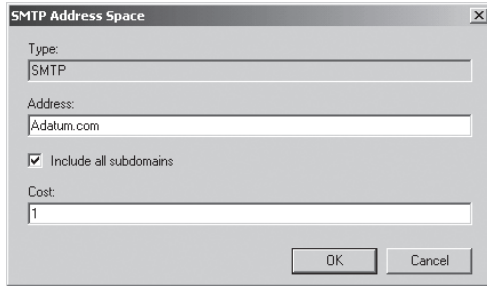 SMTP Address Space
Type:
SMTP
Address:
Adatum.com
Include all subdomains
Cost:
1
OK Cancel